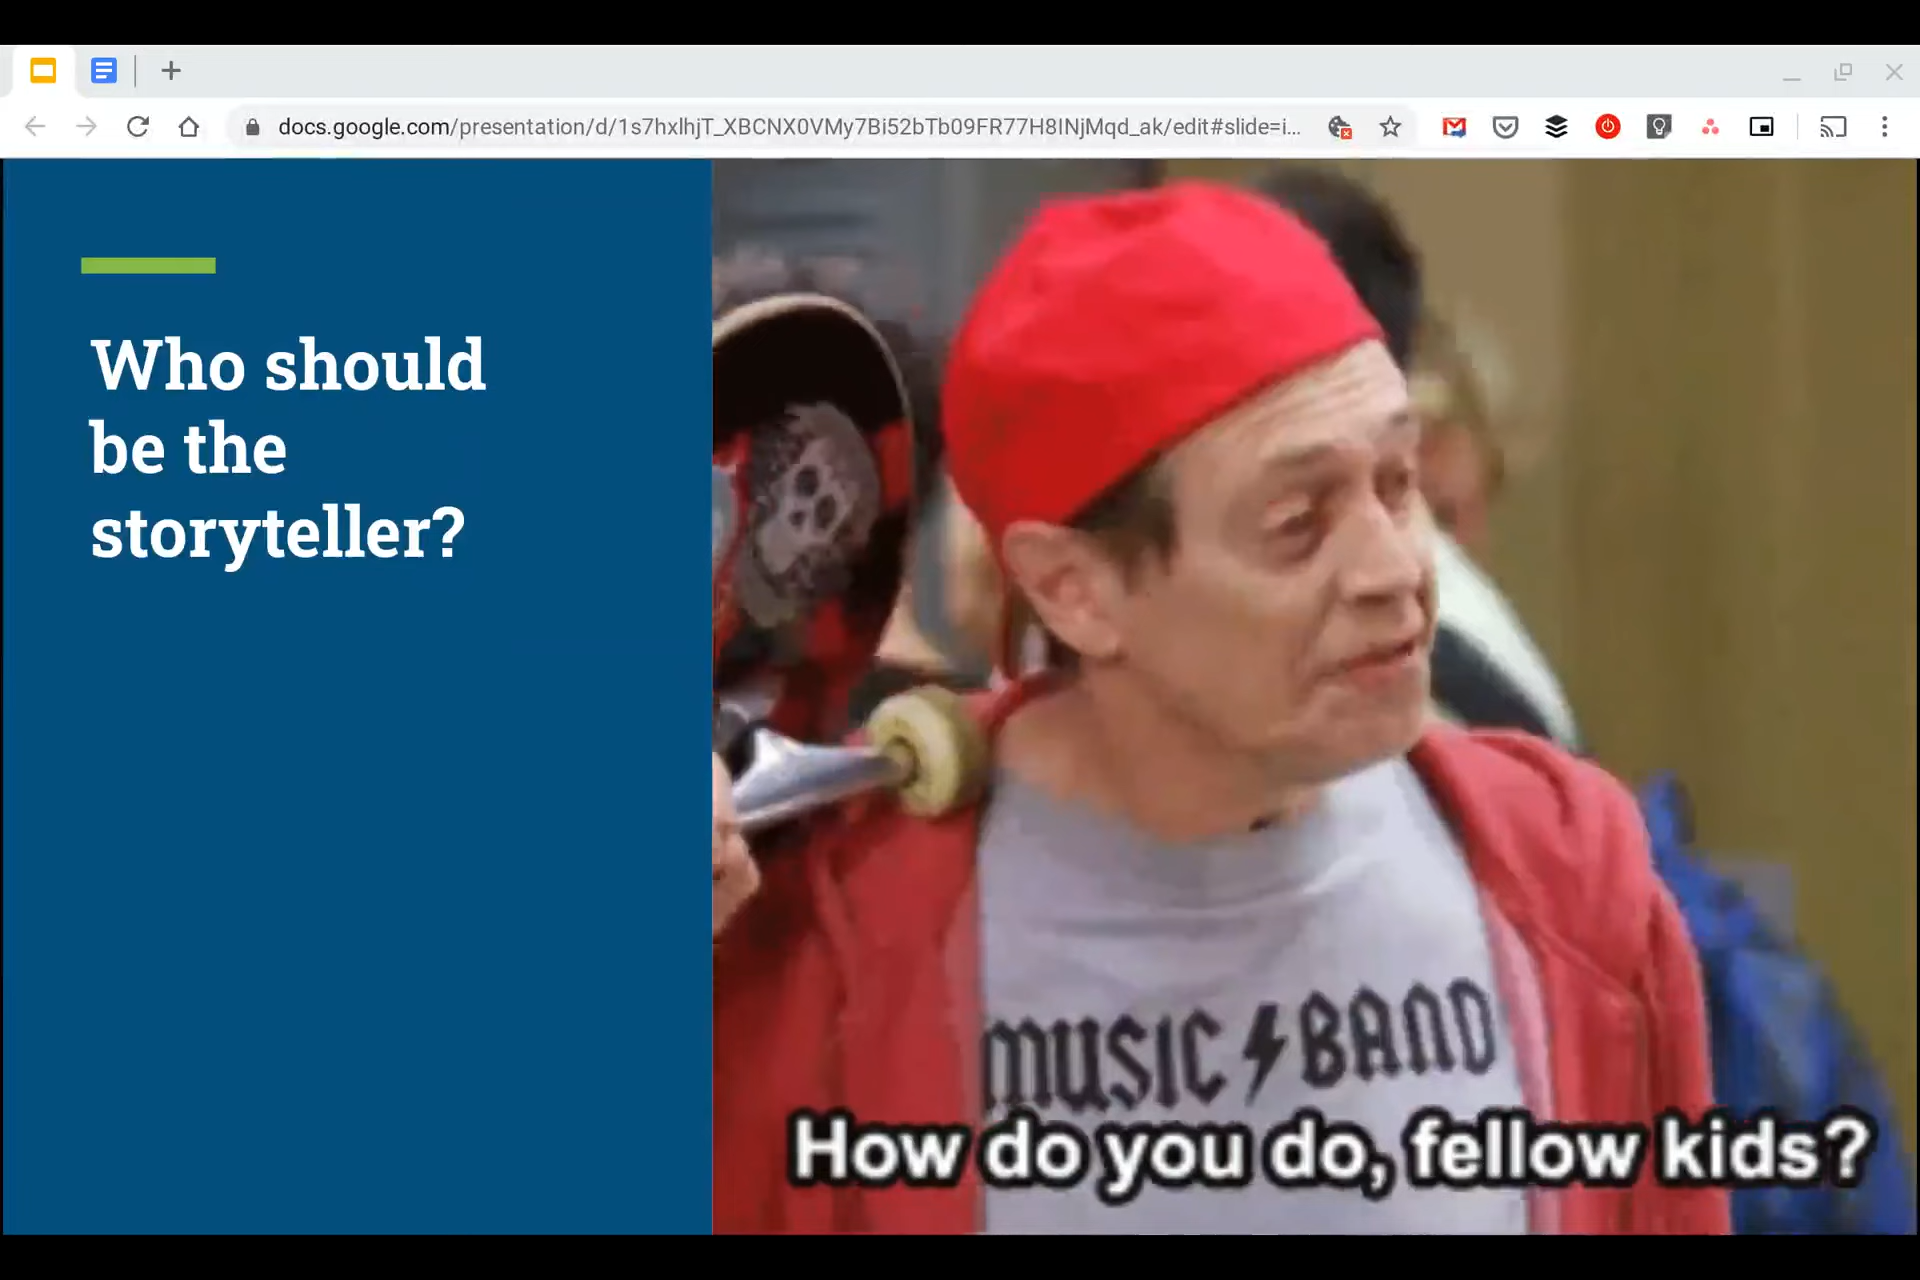 docs.google.com/presentation/d/1s7hxlhjT_XBCNX0VMy7Bi52bTb09FR77H8INjMqd_ak/edit#slide=i...
Who should
be the
storyteller?
MUSIC BAND
How do you do, fellow kids?